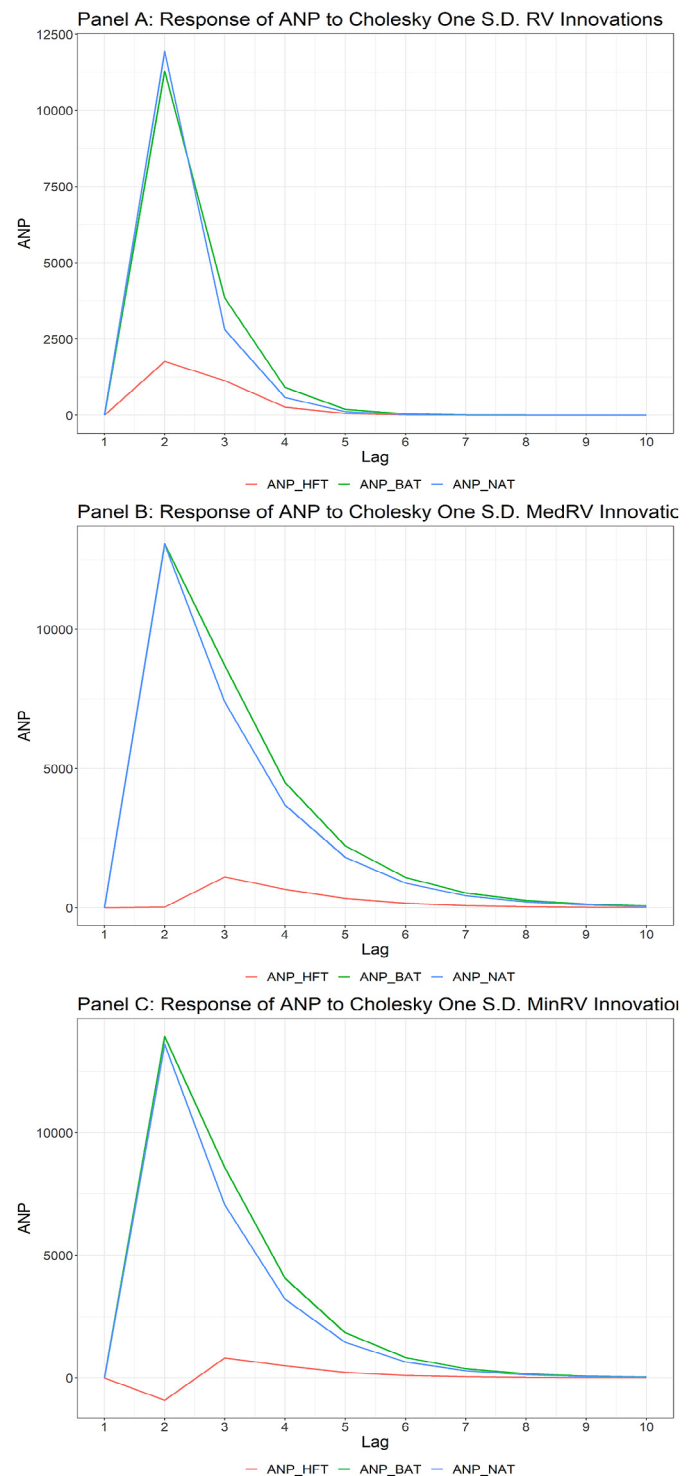 Panel A: Response of ANP to Cholesky One S.D. RV Innovations
12500
10000
7500
5000
2500
0
ANP
1 2 3 4 5 6 7 8 9 10
Lag
ANP_HFT ANP_BAT ANP_NAT
Panel B: Response of ANP to Cholesky One S.D. MedRV Innovatio
10000
5000
0
ANP
1 2 3 4 5 6 7 8 9 10
Lag
ANP_HFT ANP_BAT ANP_NAT
Panel C: Response of ANP to Cholesky One S.D. MinRV Innovation
10000
5000
0
ANP
1 2 3 4 5 6 7 8 9 10
Lag
ANP_HFT ANP_BAT ANP_NAT